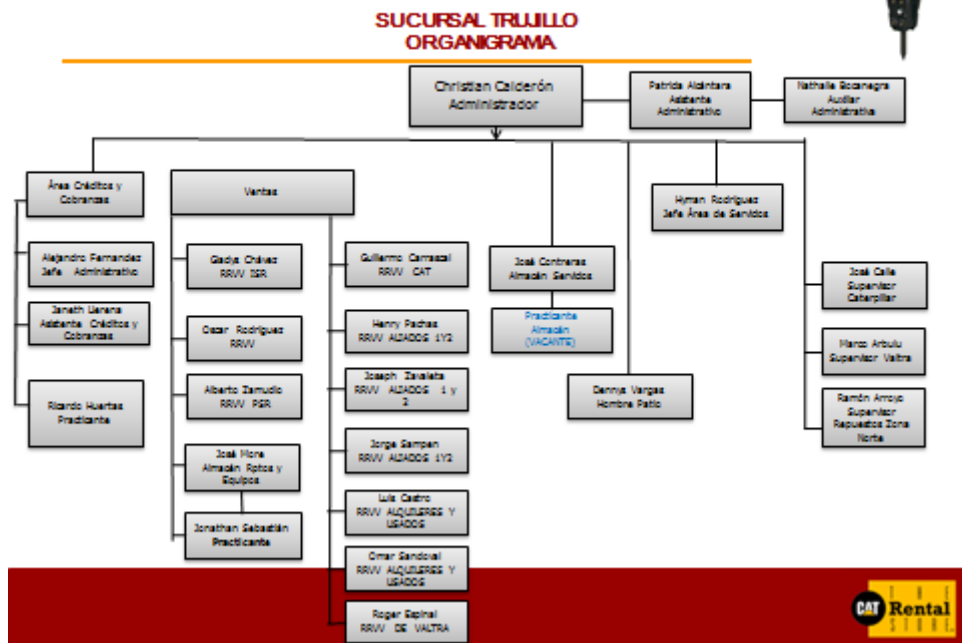 SUCURSAL TRUJILLO
ORGANIGRAMA
Christian Calderón
Administrador
Patricia Alcántara
Asistente
Administrativo
Nathalie Bocanegra
Auxiliar
Administrativa
Área Créditos y
Cobranzas
Alejandro Fernandez
Jefe Administrativo
Janeth Llerena
Asistente Créditos y
Cobranzas
Ricardo Huertas
Practicante
Ventas
Gladys Chávez
RRVV ISR
Oscar Rodríguez
RRVV
Alberto Zamudio
RRVV PSR
José Mora
Almacén Rptos y
Equipos
Jonathan Sebastián
Practicante
Guillermo Carrascal
RRVV CAT
Henry Pachas
RRVV ALIADOS 1Y2
Joseph Zavaleta
RRVV ALIADOS 1 y
2
Jorge Sampen
RRVV ALIADOS 1Y2
Luis Castro
RRVV ALQUILERES Y
USADOS
Omar Sandoval
RRVV ALQUILERES Y
USADOS
Roger Espinal
RRVV DE VALTRA
José Contreras
Almacén Servicios
Practicante
Almacén
(VACANTE)
Dennys Vargas
Hombre Patio
Hyman Rodríguez
Jefe Área de Servicios
José Calle
Supervisor
Caterpillar
Marco Arbulu
Supervisor Valtra
Ramón Arroyo
Supervisor
Repuestos Zona
Norte
CAT Rental